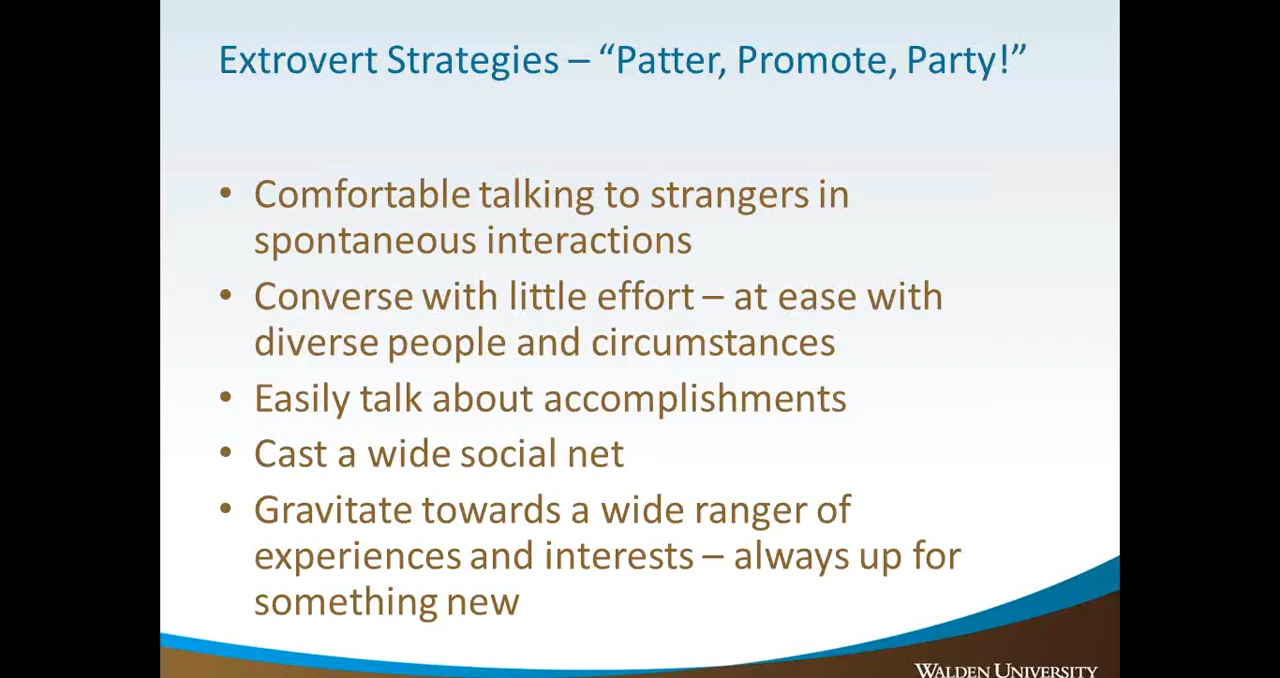 Extrovert Strategies – “Patter, Promote, Party!”
• Comfortable talking to strangers in
spontaneous interactions
• Converse with little effort – at ease with
diverse people and circumstances
• Easily talk about accomplishments
• Cast a wide social net
• Gravitate towards a wide ranger of
experiences and interests – always up for
something new
WALDEN UNIVERSITY